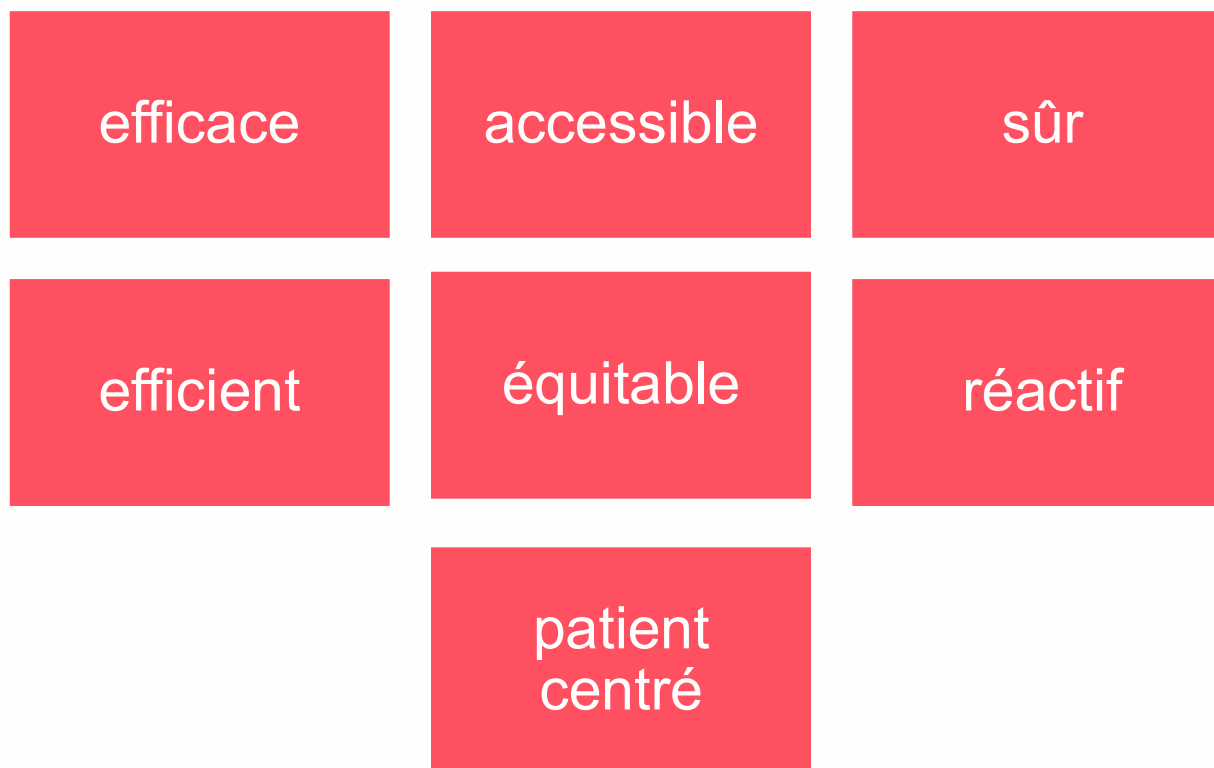 efficace
accessible
sûr
efficient
équitable
réactif
patient
centré